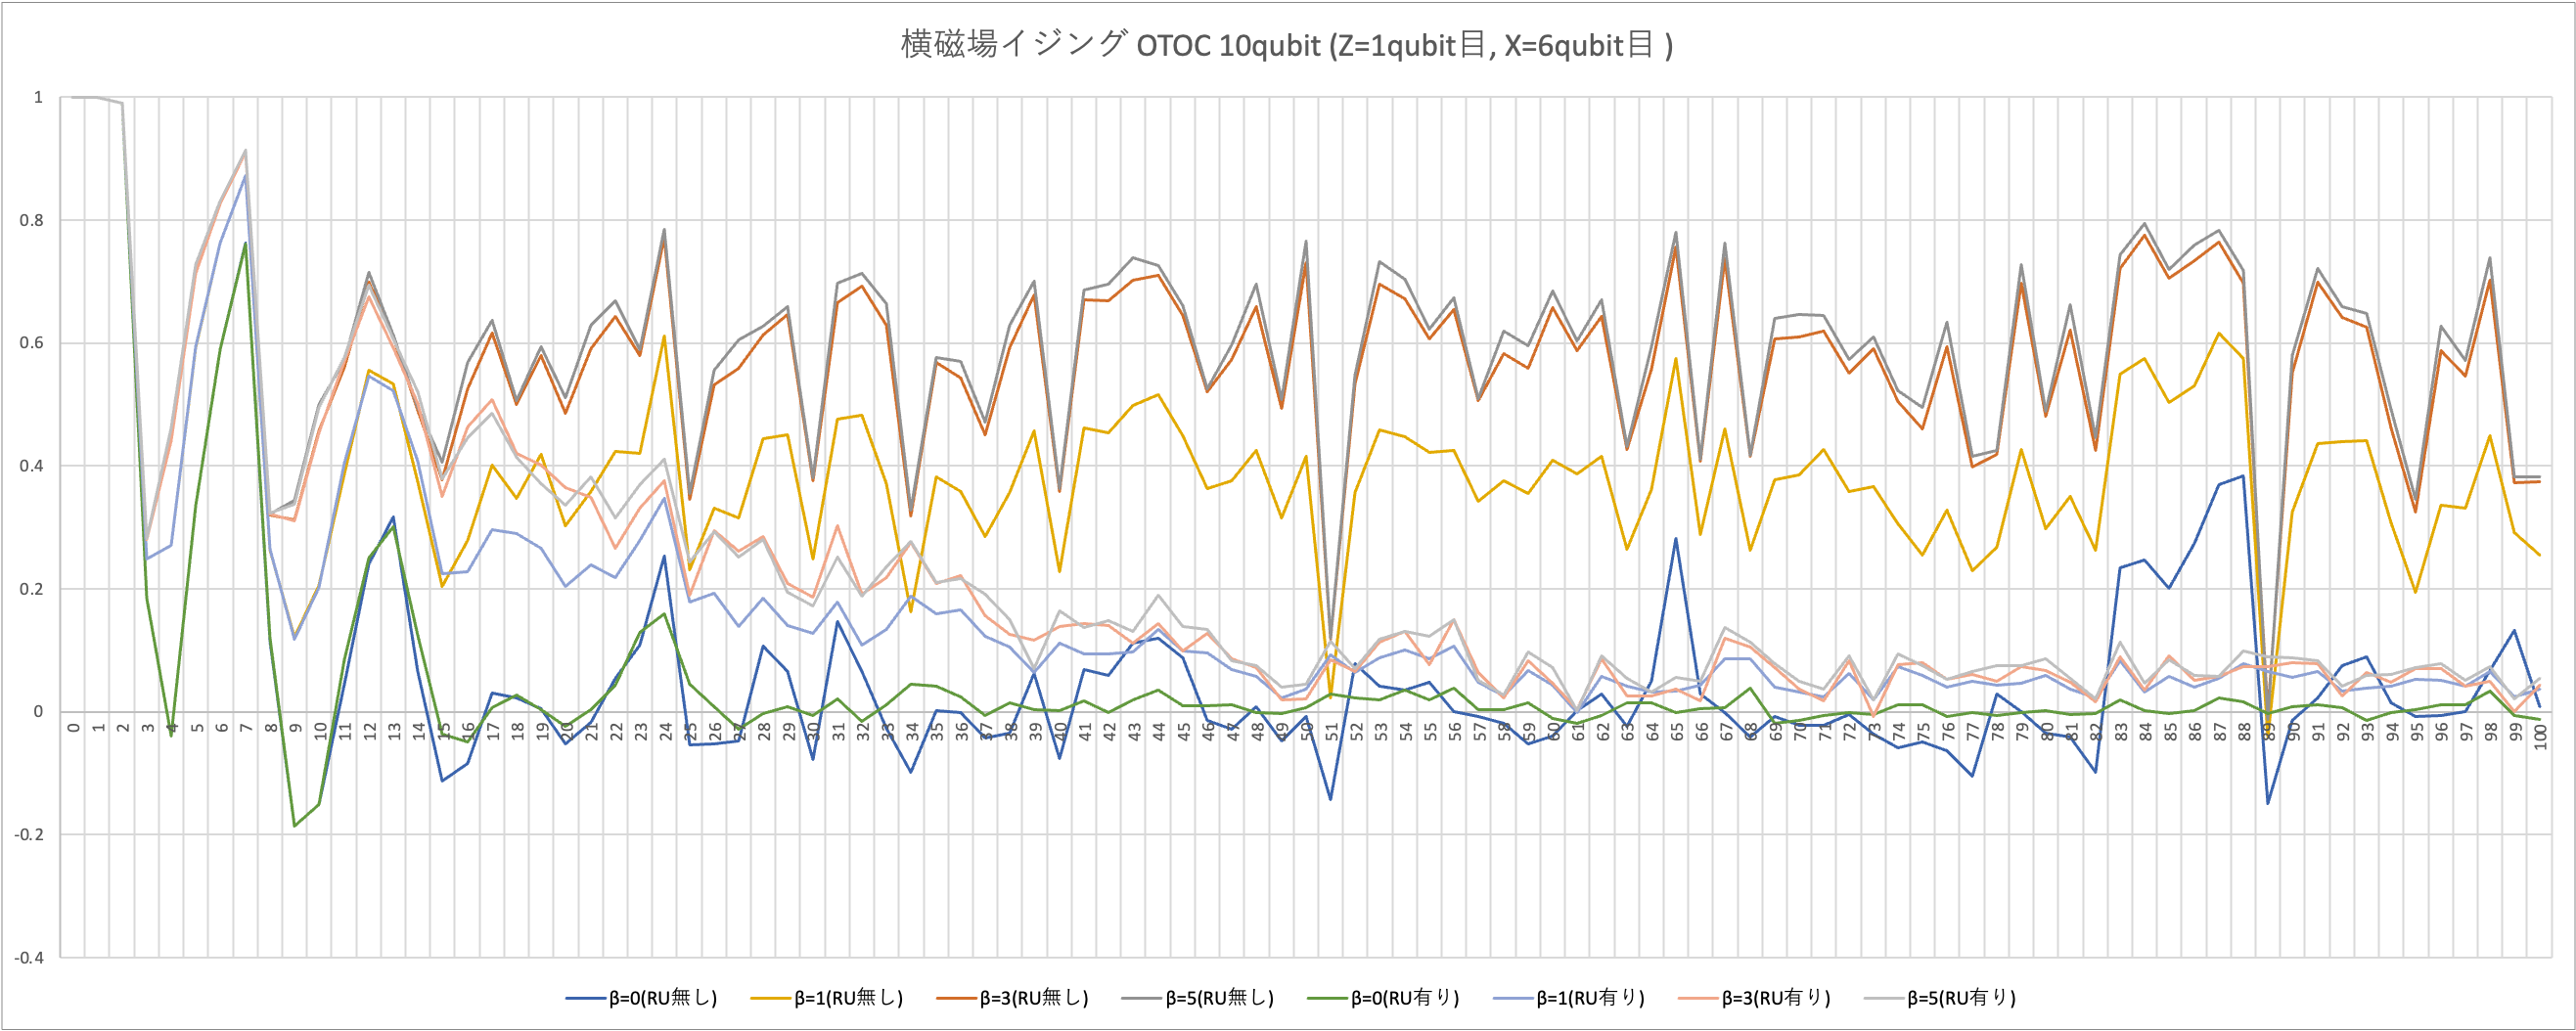 横磁場イジング OTOC 10qubit (Z=1qubit目, X=6qubit目 )
1
0.8
0.6
0.4
0.2
0
-0.2
-0.4
0 1 2 3 4 5 6 7 8 9 10 11 12 13 14 15 16 17 18 19 20 21 22 23 24 25 26 27 28 29 30 31 32 33 34 35 36 37 38 39 40 41 42 43 44 45 46 47 48 49 50 51 52 53 54 55 56 57 58 59 60 61 62 63 64 65 66 67 68 69 70 71 72 73 74 75 76 77 78 79 80 81 82 83 84 85 86 87 88 89 90 91 92 93 94 95 96 97 98 99 100
β=0(RU無し) β=1(RU無し) β=3(RU無し) β=5(RU無し) β=0(RU有り) β=1(RU有り) β=3(RU有り) β=5(RU有り)